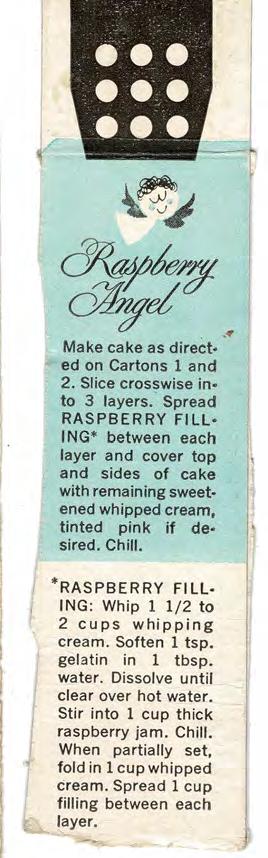 Raspberry
Angel
Make cake as direct-
ed on Cartons 1 and
2. Slice crosswise in-
to 3 layers. Spread
RASPBERRY FILL-
ING* between each
layer and cover top
and sides of cake
with remaining sweet-
ened whipped cream,
tinted pink if de-
sired. Chill.
*RASPBERRY FILL-
ING: Whip 1 1/2 to
2 cups whipping
cream. Soften 1 tsp.
gelatin in 1 tbsp.
water. Dissolve until
clear over hot water.
Stir into 1 cup thick
raspberry jam. Chill.
When partially set,
fold in 1 cup whipped
cream. Spread 1 cup
filling between each
layer.